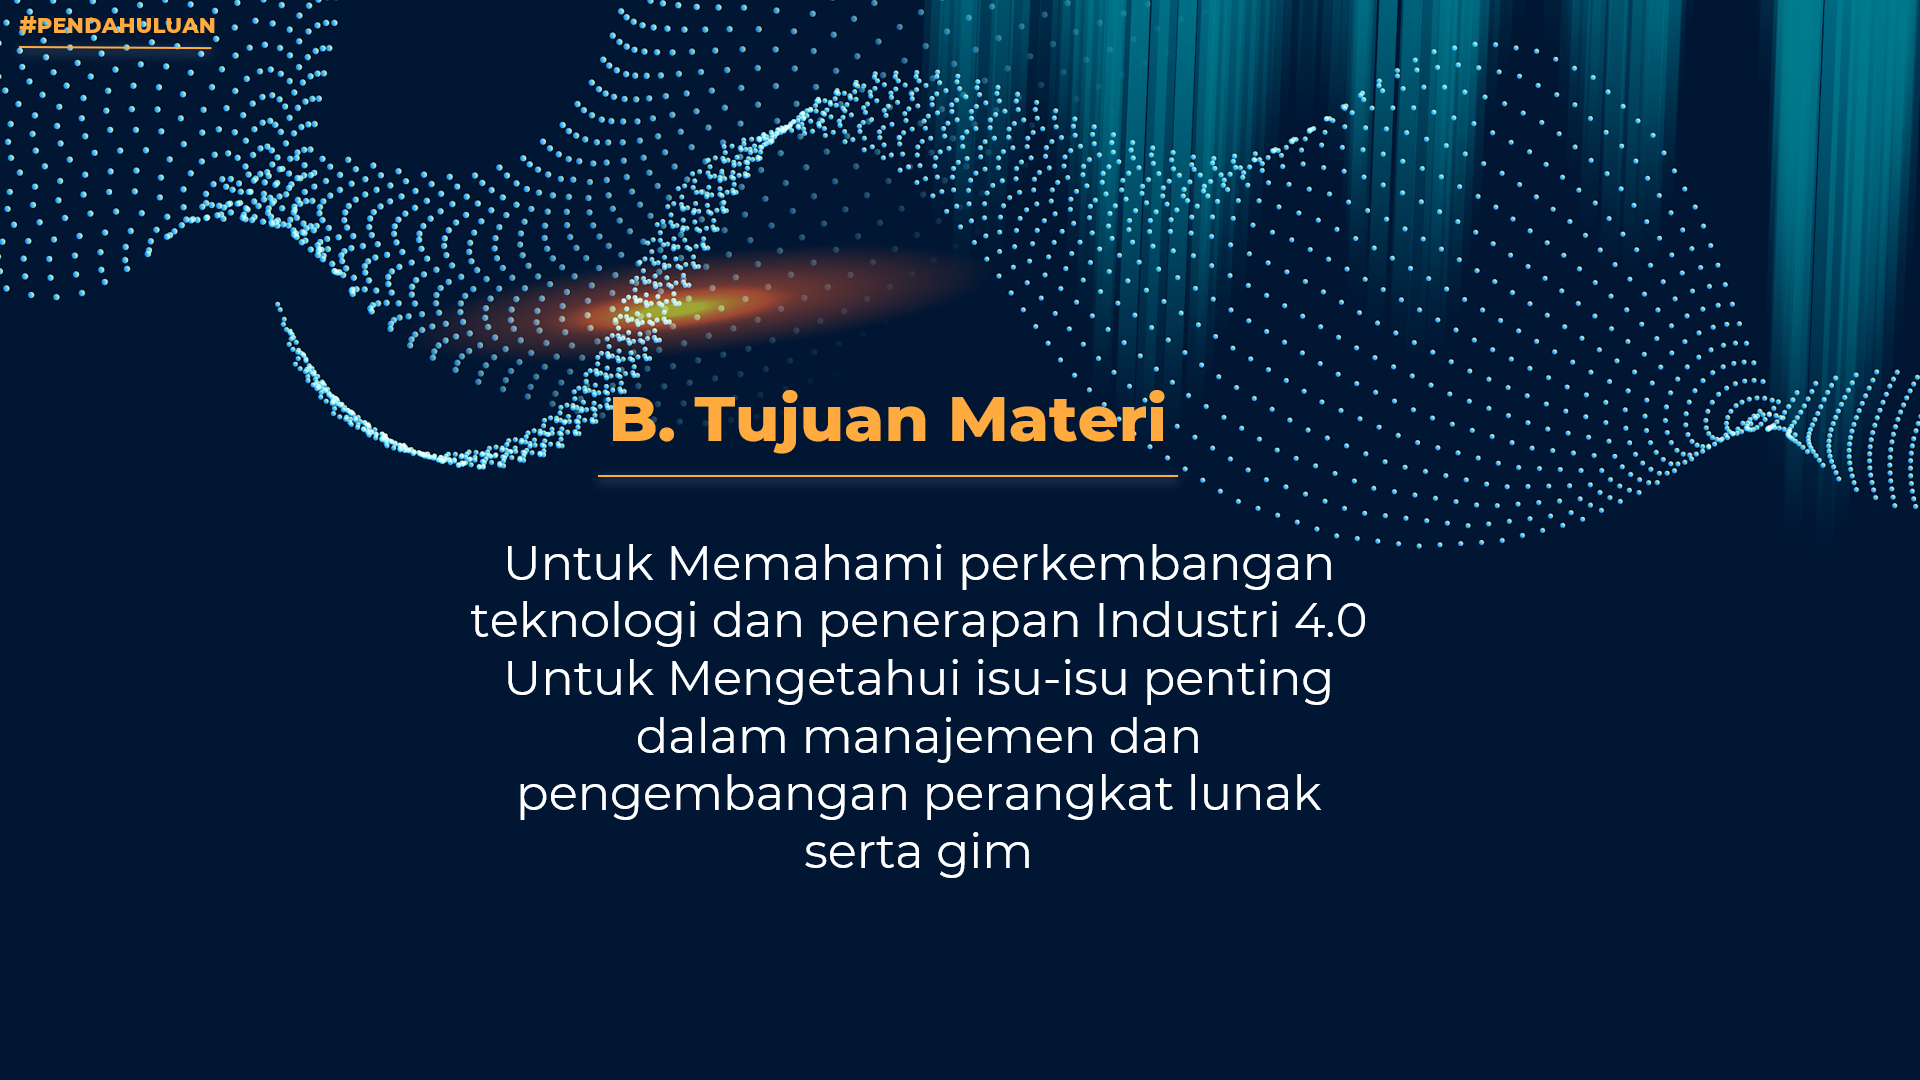 #PENDAHULUAN
B. Tujuan Materi
Untuk Memahami perkembangan
teknologi dan penerapan Industri 4.0
Untuk Mengetahui isu-isu penting
dalam manajemen dan
pengembangan perangkat lunak
serta gim